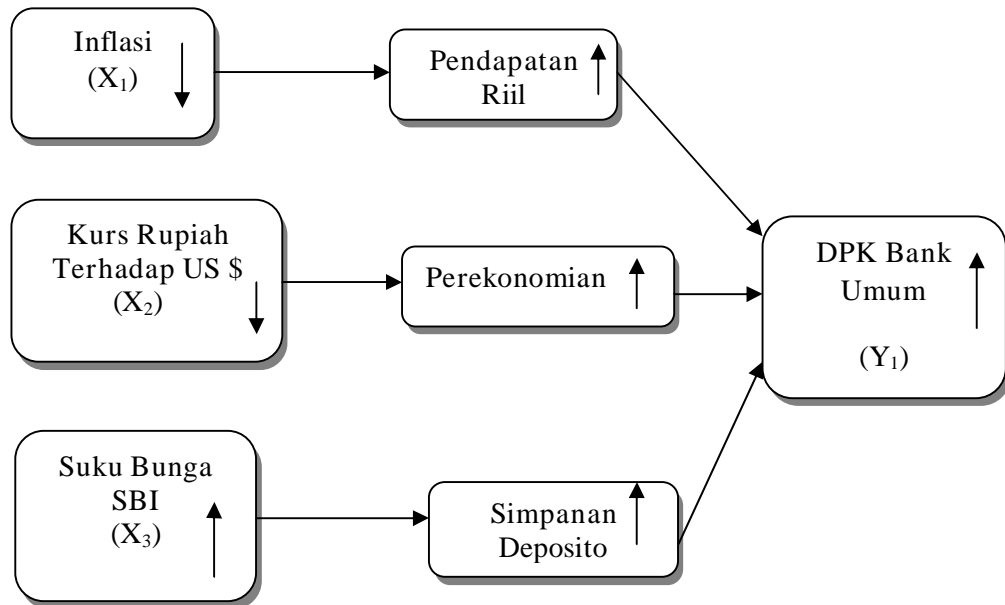 Inflasi
(X₁)
Pendapatan
Riil
Kurs Rupiah
Terhadap US $
(X₂)
Perekonomian
DPK Bank
Umum
(Y₁)
Suku Bunga
SBI
(X₃)
Simpanan
Deposito